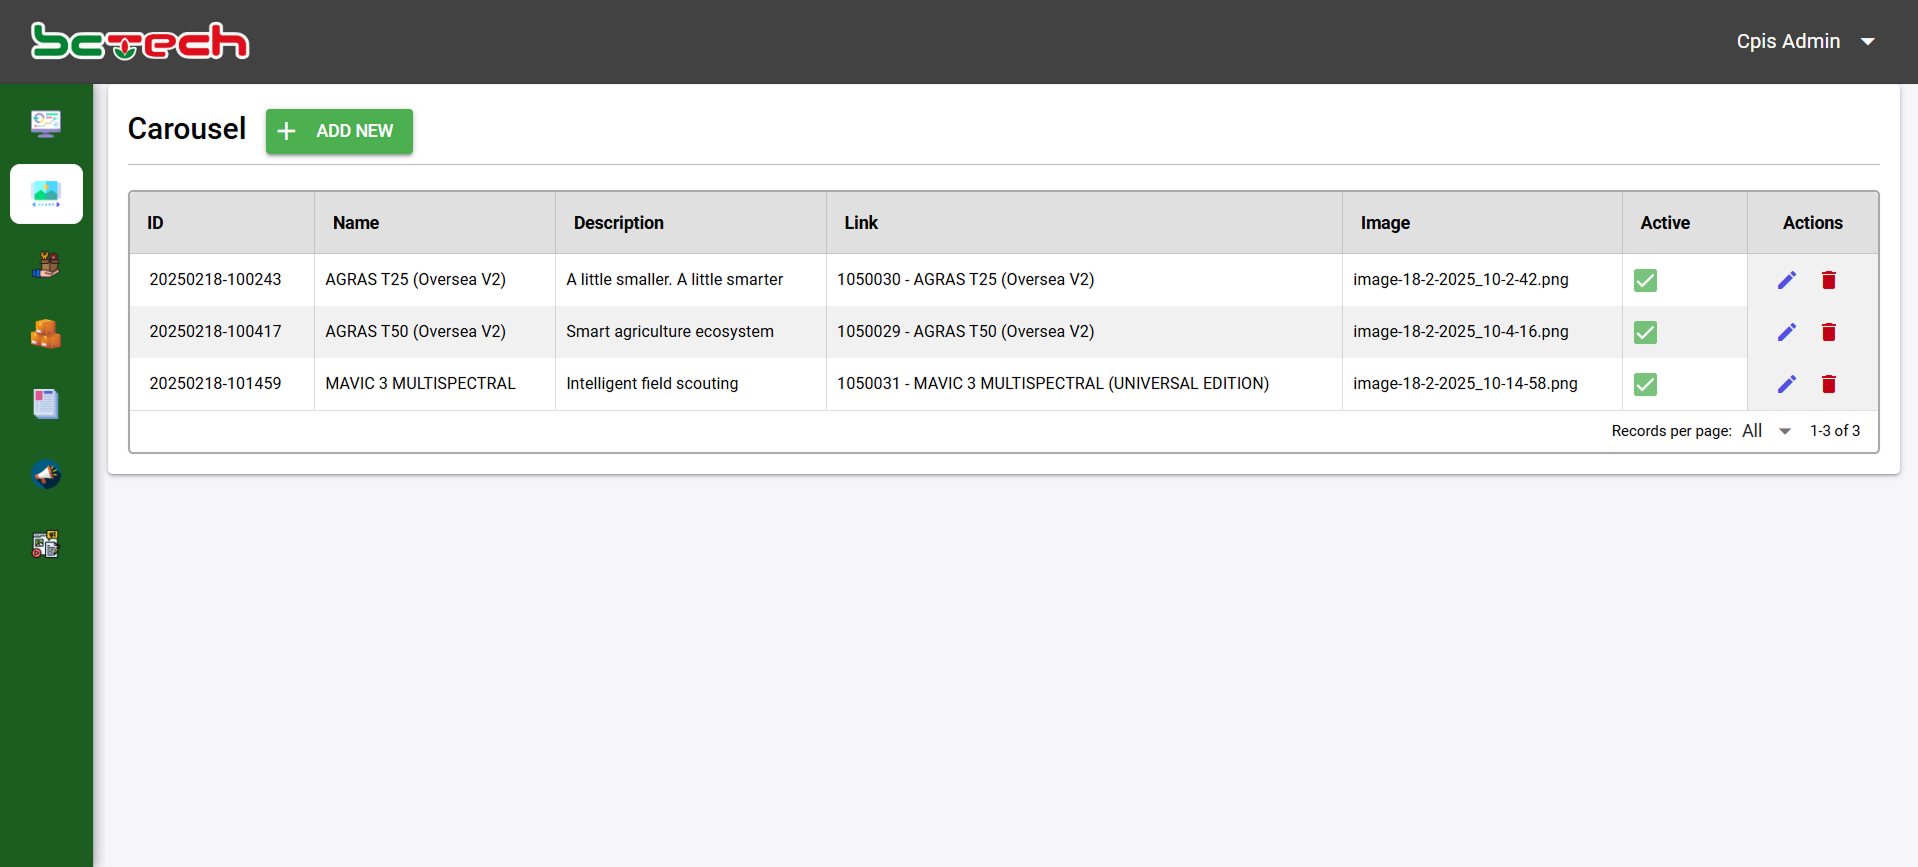 bctech
Cpis Admin
Carousel
ADD NEW
ID Name Description Link Image Active Actions
20250218-100243 AGRAS T25 (Oversea V2) A little smaller. A little smarter 1050030 - AGRAS T25 (Oversea V2) image-18-2-2025_10-2-42.png
20250218-100417 AGRAS T50 (Oversea V2) Smart agriculture ecosystem 1050029 - AGRAS T50 (Oversea V2) image-18-2-2025_10-4-16.png
20250218-101459 MAVIC 3 MULTISPECTRAL Intelligent field scouting 1050031 - MAVIC 3 MULTISPECTRAL (UNIVERSAL EDITION) image-18-2-2025_10-14-58.png
Records per page: All 1-3 of 3